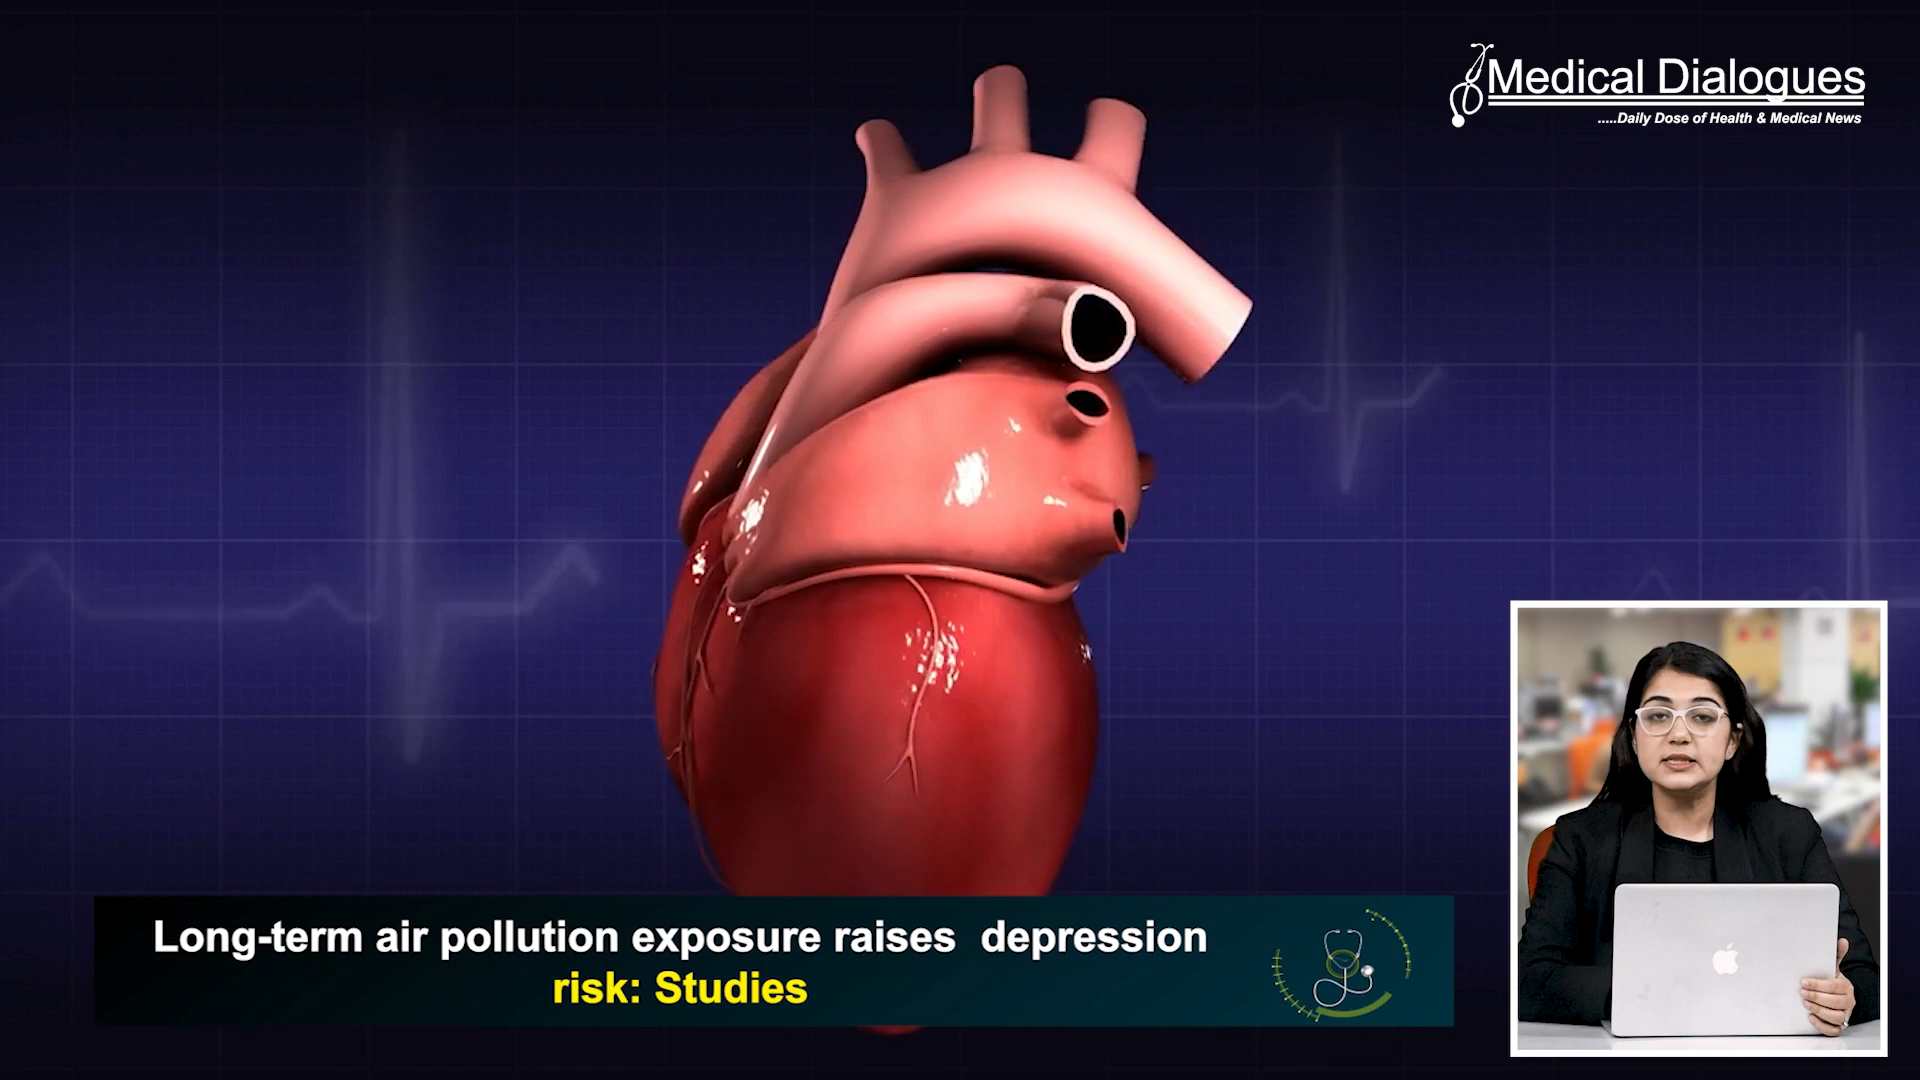 Medical Dialogues
.....Daily Dose of Health & Medical News
Long-term air pollution exposure raises  depression
risk: Studies